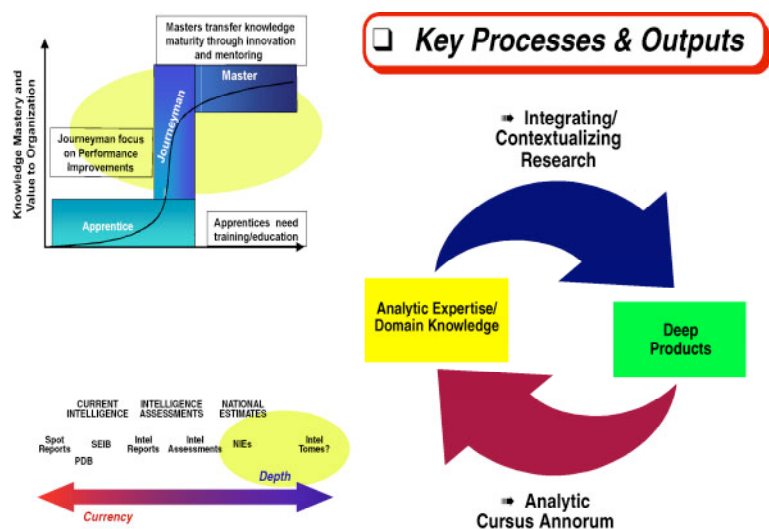 Masters transfer knowledge
maturity through innovation
and mentoring
Knowledge Mastery and
Value to Organization
Journeyman
Master
Journeyman focus
on Performance
improvements
Apprentice
Apprentices need
training/education
❑ Key Processes & Outputs
➠ Integrating/
Contextualizing
Research
Analytic Expertise/
Domain Knowledge
Deep
Products
➠ Analytic
Cursus Annorum
CURRENT
INTELLIGENCE
INTELLIGENCE
ASSESSMENTS
NATIONAL
ESTIMATES
Spot
Reports
SEIB
PDB
Intel
Reports
Intel
Assessments
NIEs
Intel
Tomes?
Depth
Currency